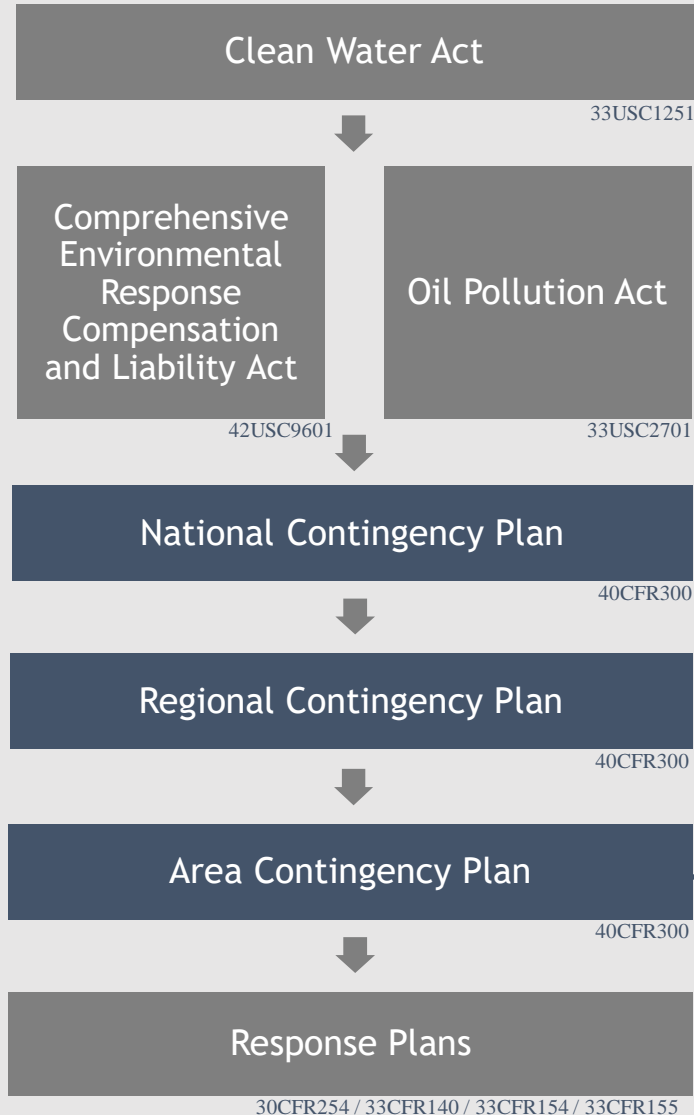 Clean Water Act
33USC1251
Comprehensive
Environmental
Response
Compensation
and Liability Act
42USC9601
Oil Pollution Act
33USC2701
National Contingency Plan
40CFR300
Regional Contingency Plan
40CFR300
Area Contingency Plan
40CFR300
Response Plans
30CFR254 / 33CFR140 / 33CFR154 / 33CFR155